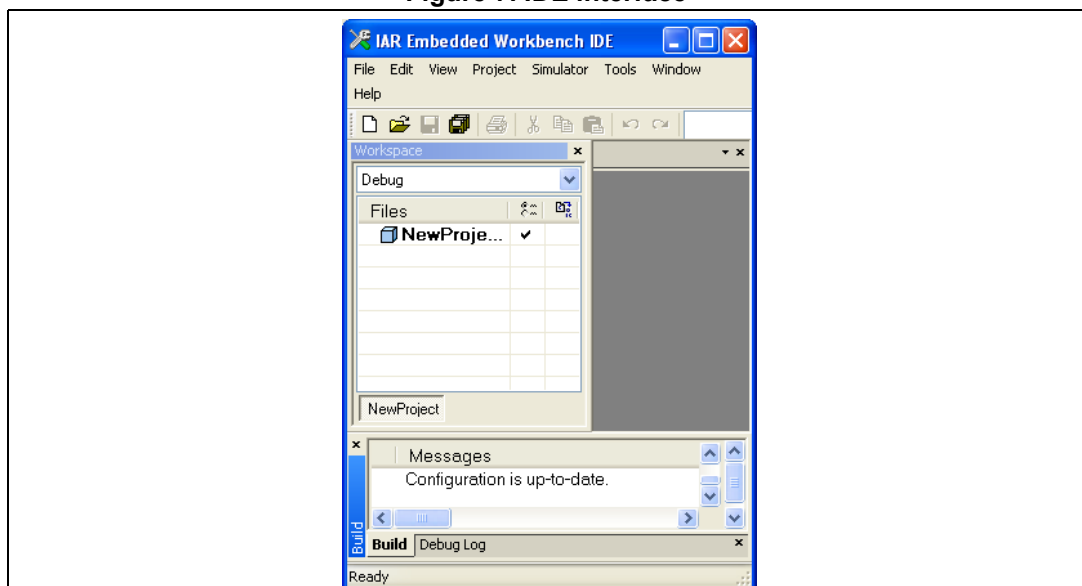 IAR Embedded Workbench IDE
File Edit View Project Simulator Tools Window
Help
Workspace
Debug
Files
NewProje...
NewProject
Messages
Configuration is up-to-date.
Build
Build Debug Log
Ready